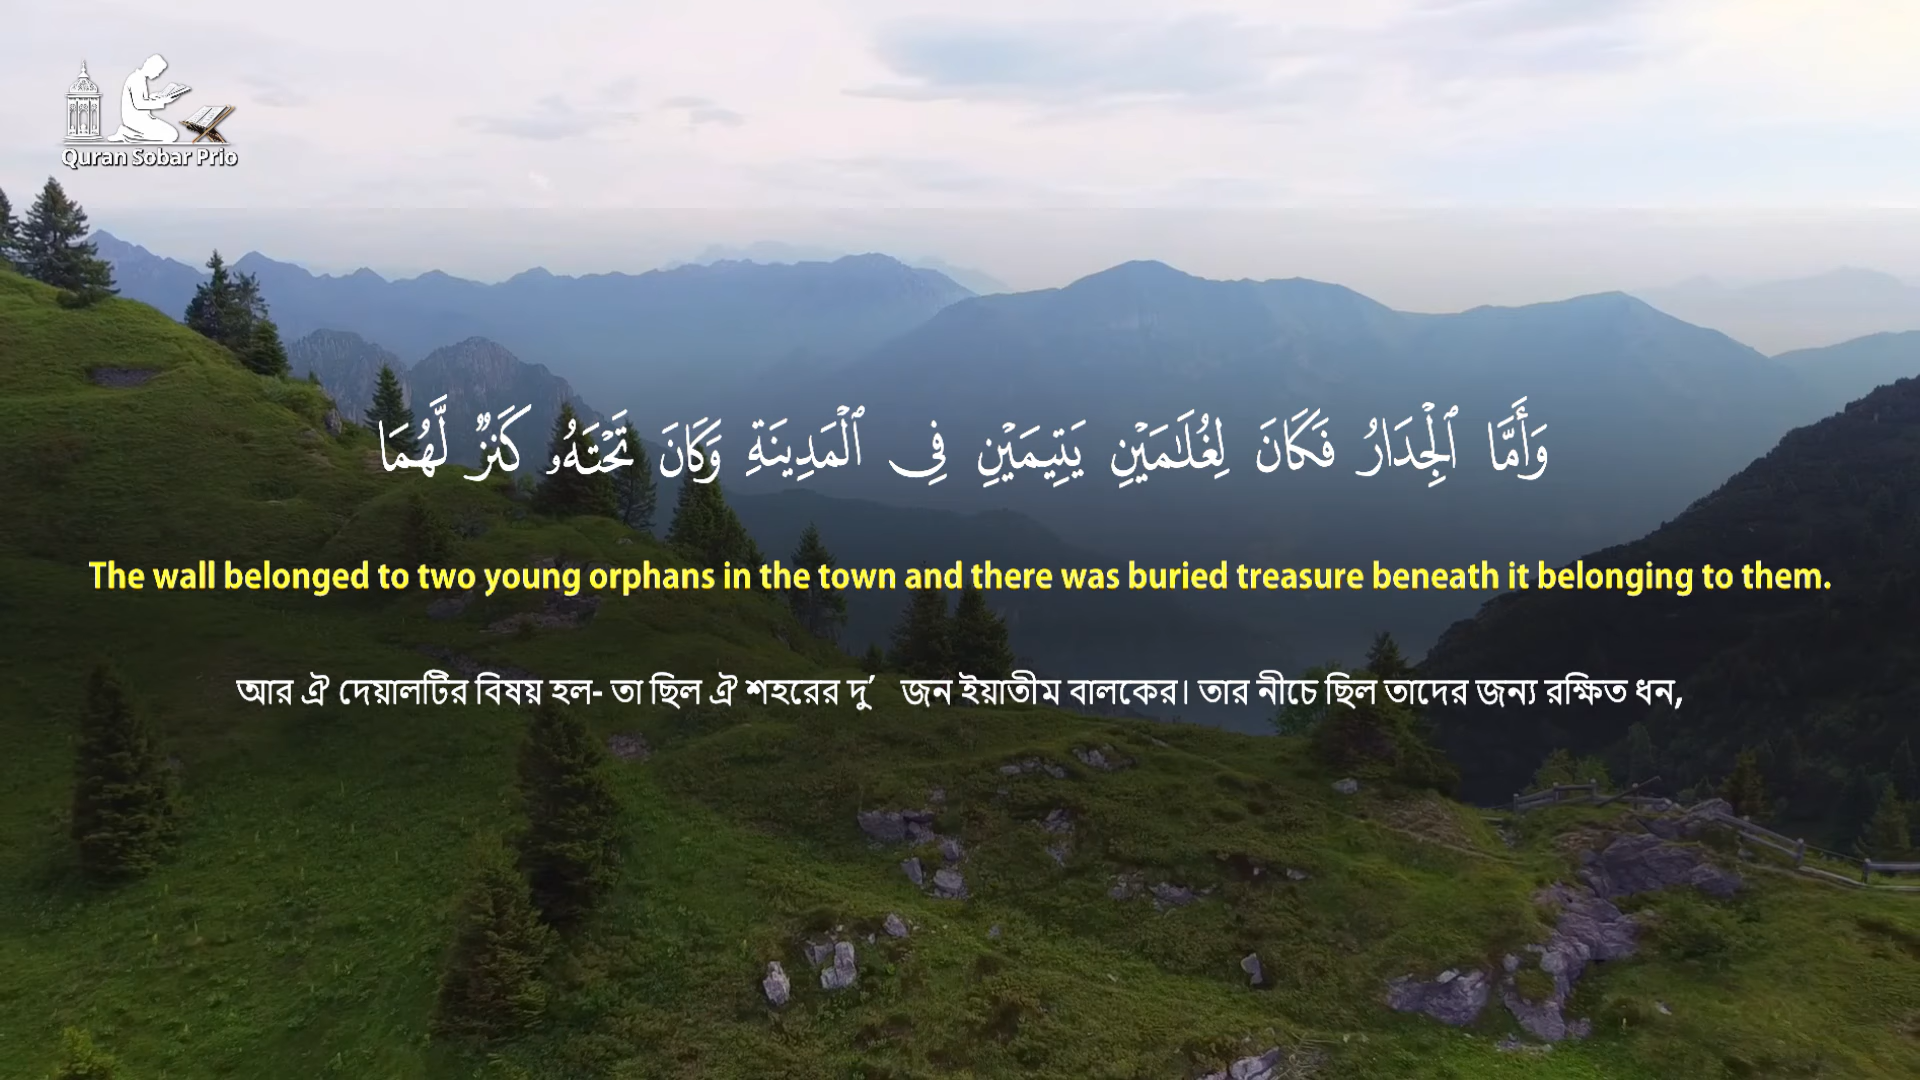 Quran Sobar Prio
وَأَمَّا ٱلْجِدَارُ فَكَانَ لِغُلَـٰمَيْنِ يَتِيمَيْنِ فِى ٱلْمَدِينَةِ وَكَانَ تَحْتَهُۥ كَنزٌ لَّهُمَا
The wall belonged to two young orphans in the town and there was buried treasure beneath it belonging to them.
আর ঐ দেয়ালটির বিষয় হল- তা ছিল ঐ শহরের দু’ জন ইয়াতীম বালকের। তার নীচে ছিল তাদের জন্য রক্ষিত ধন,